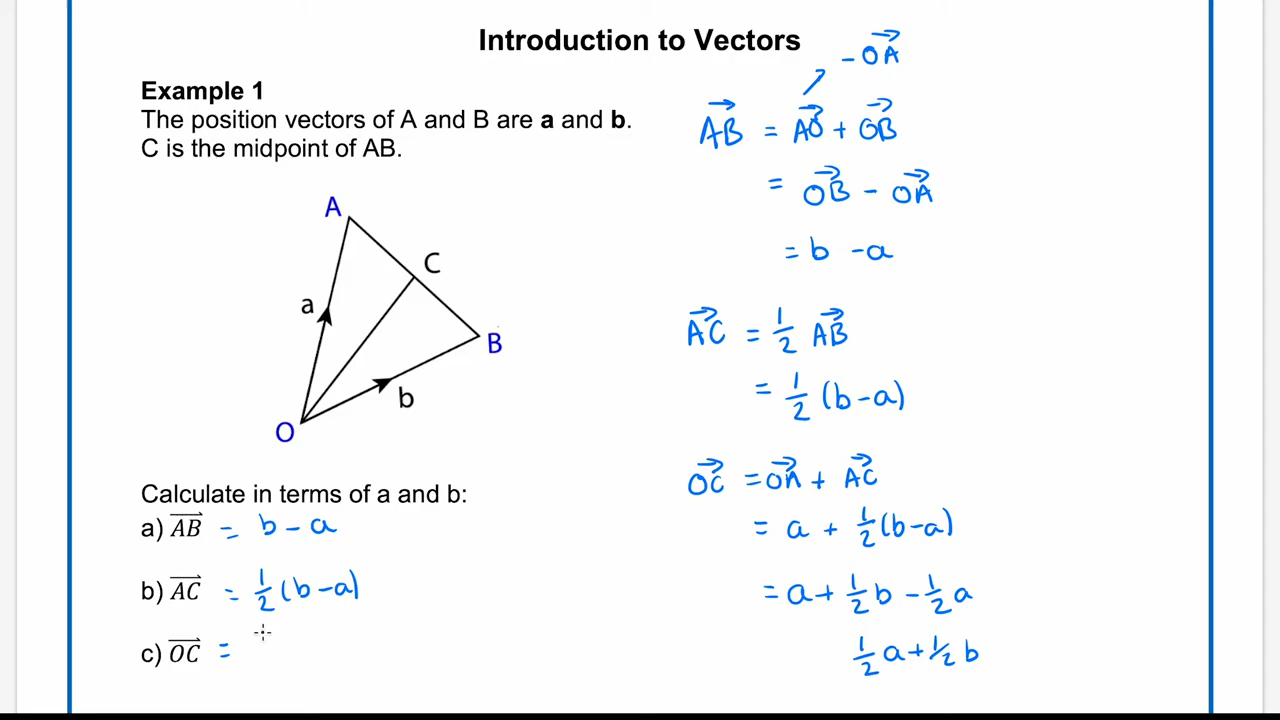 Introduction to Vectors
Example 1
The position vectors of A and B are a and b.
C is the midpoint of AB.
A
C
a
B
b
O
Calculate in terms of a and b:
a) AB⃗ = b - a
b) AC⃗ = 1/2 (b - a)
c) OC⃗ =
- OA⃗
AB⃗ = AO⃗ + OB⃗
= OB⃗ - OA⃗
= b - a
AC⃗ = 1/2 AB⃗
= 1/2 (b - a)
OC⃗ = OA⃗ + AC⃗
= a + 1/2 (b - a)
= a + 1/2 b - 1/2 a
1/2 a + 1/2 b